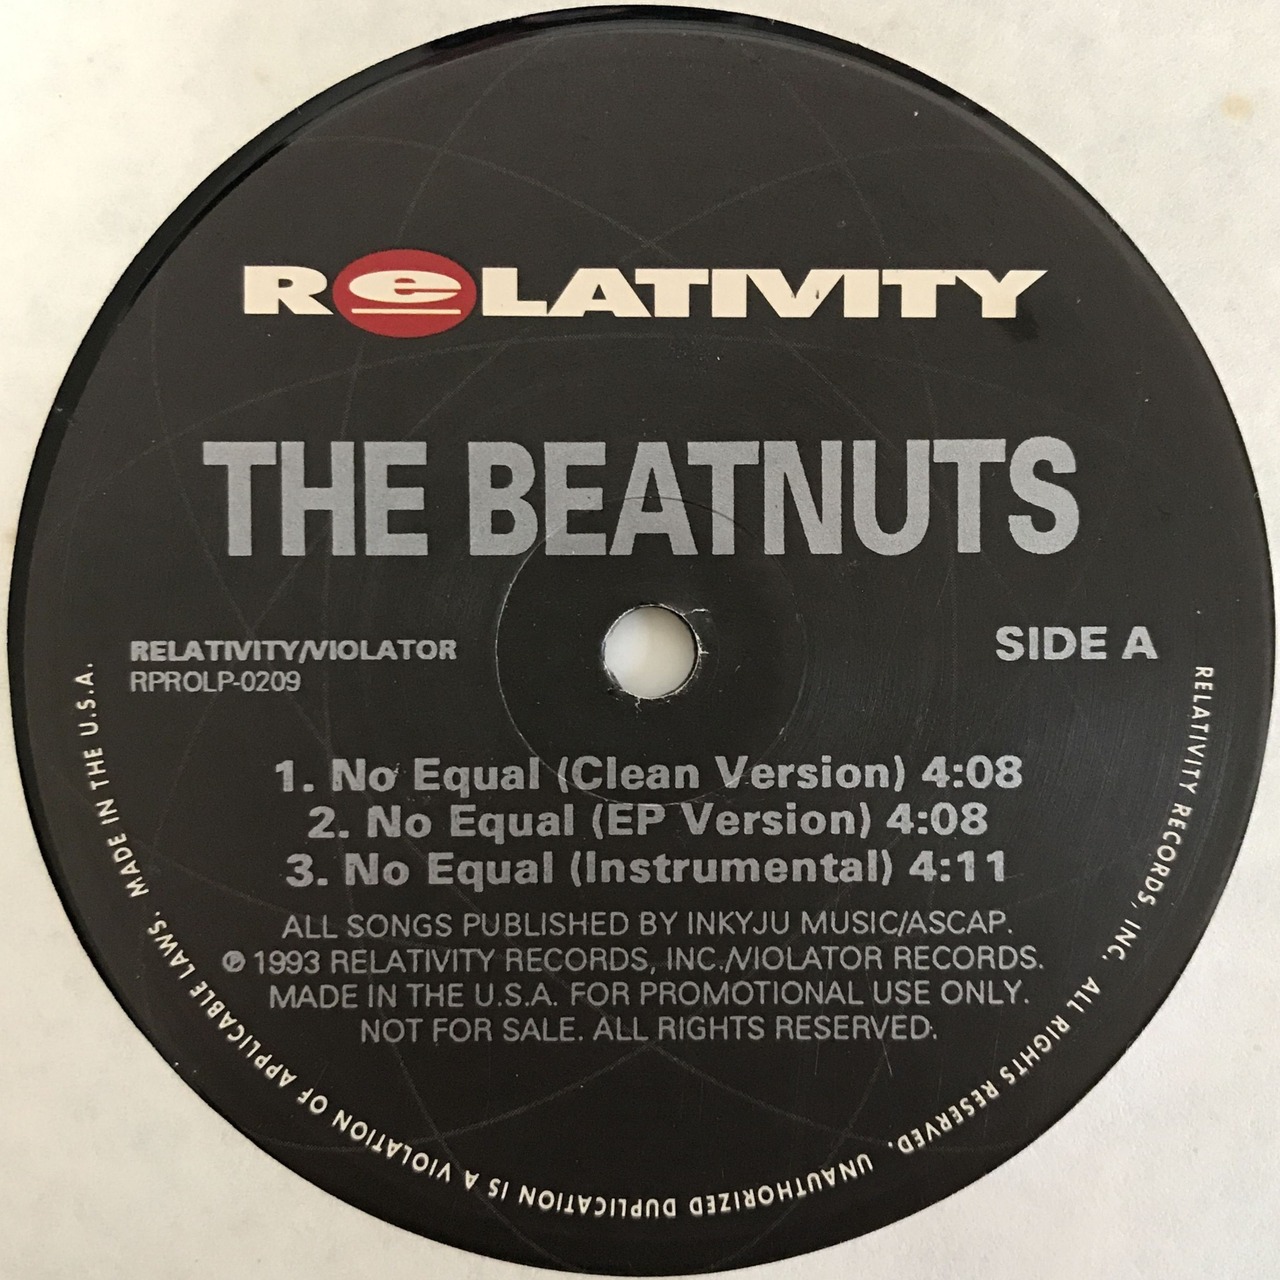 ReLATIVITY
THE BEATNUTS
RELATIVITY/VIOLATOR
RPROLP-0209
SIDE A
1. No Equal (Clean Version) 4:08
2. No Equal (EP Version) 4:08
3. No Equal (Instrumental) 4:11
ALL SONGS PUBLISHED BY INKYJU MUSIC/ASCAP.
℗ 1993 RELATIVITY RECORDS, INC./VIOLATOR RECORDS.
MADE IN THE U.S.A. FOR PROMOTIONAL USE ONLY.
NOT FOR SALE. ALL RIGHTS RESERVED.
RELATIVITY RECORDS, INC. ALL RIGHTS RESERVED. UNAUTHORIZED DUPLICATION IS A VIOLATION OF APPLICABLE LAWS. MADE IN THE U.S.A.